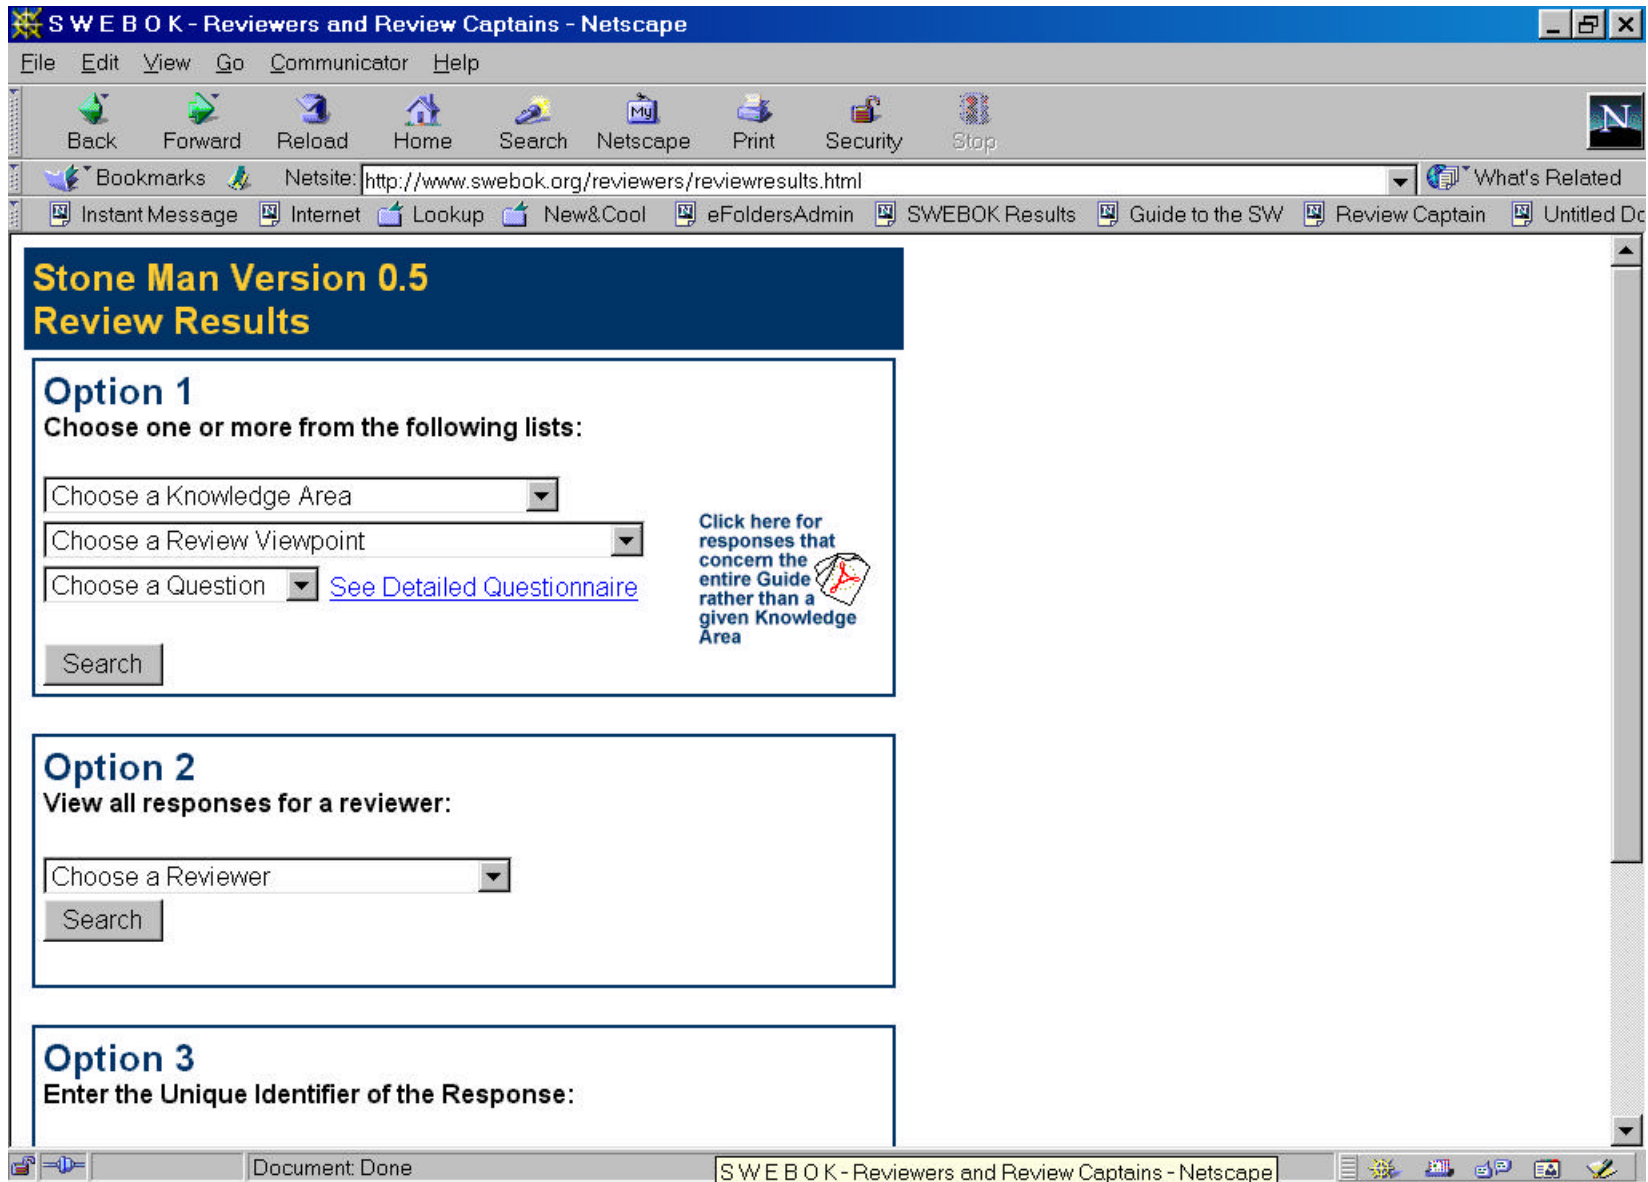 S W E B O K - Reviewers and Review Captains - Netscape
File Edit View Go Communicator Help
My
N
Back Forward Reload Home Search Netscape Print Security Stop
Bookmarks Netsite: http://www.swebok.org/reviewers/reviewresults.html What's Related
Instant Message Internet Lookup New&Cool eFoldersAdmin SWEBOK Results Guide to the SW Review Captain Untitled Do
Stone Man Version 0.5
Review Results
Option 1
Choose one or more from the following lists:
Choose a Knowledge Area
Choose a Review Viewpoint
Choose a Question See Detailed Questionnaire
Click here for
responses that
concern the
entire Guide
rather than a
given Knowledge
Area
Search
Option 2
View all responses for a reviewer:
Choose a Reviewer
Search
Option 3
Enter the Unique Identifier of the Response:
Document: Done
S W E B O K - Reviewers and Review Captains - Netscape